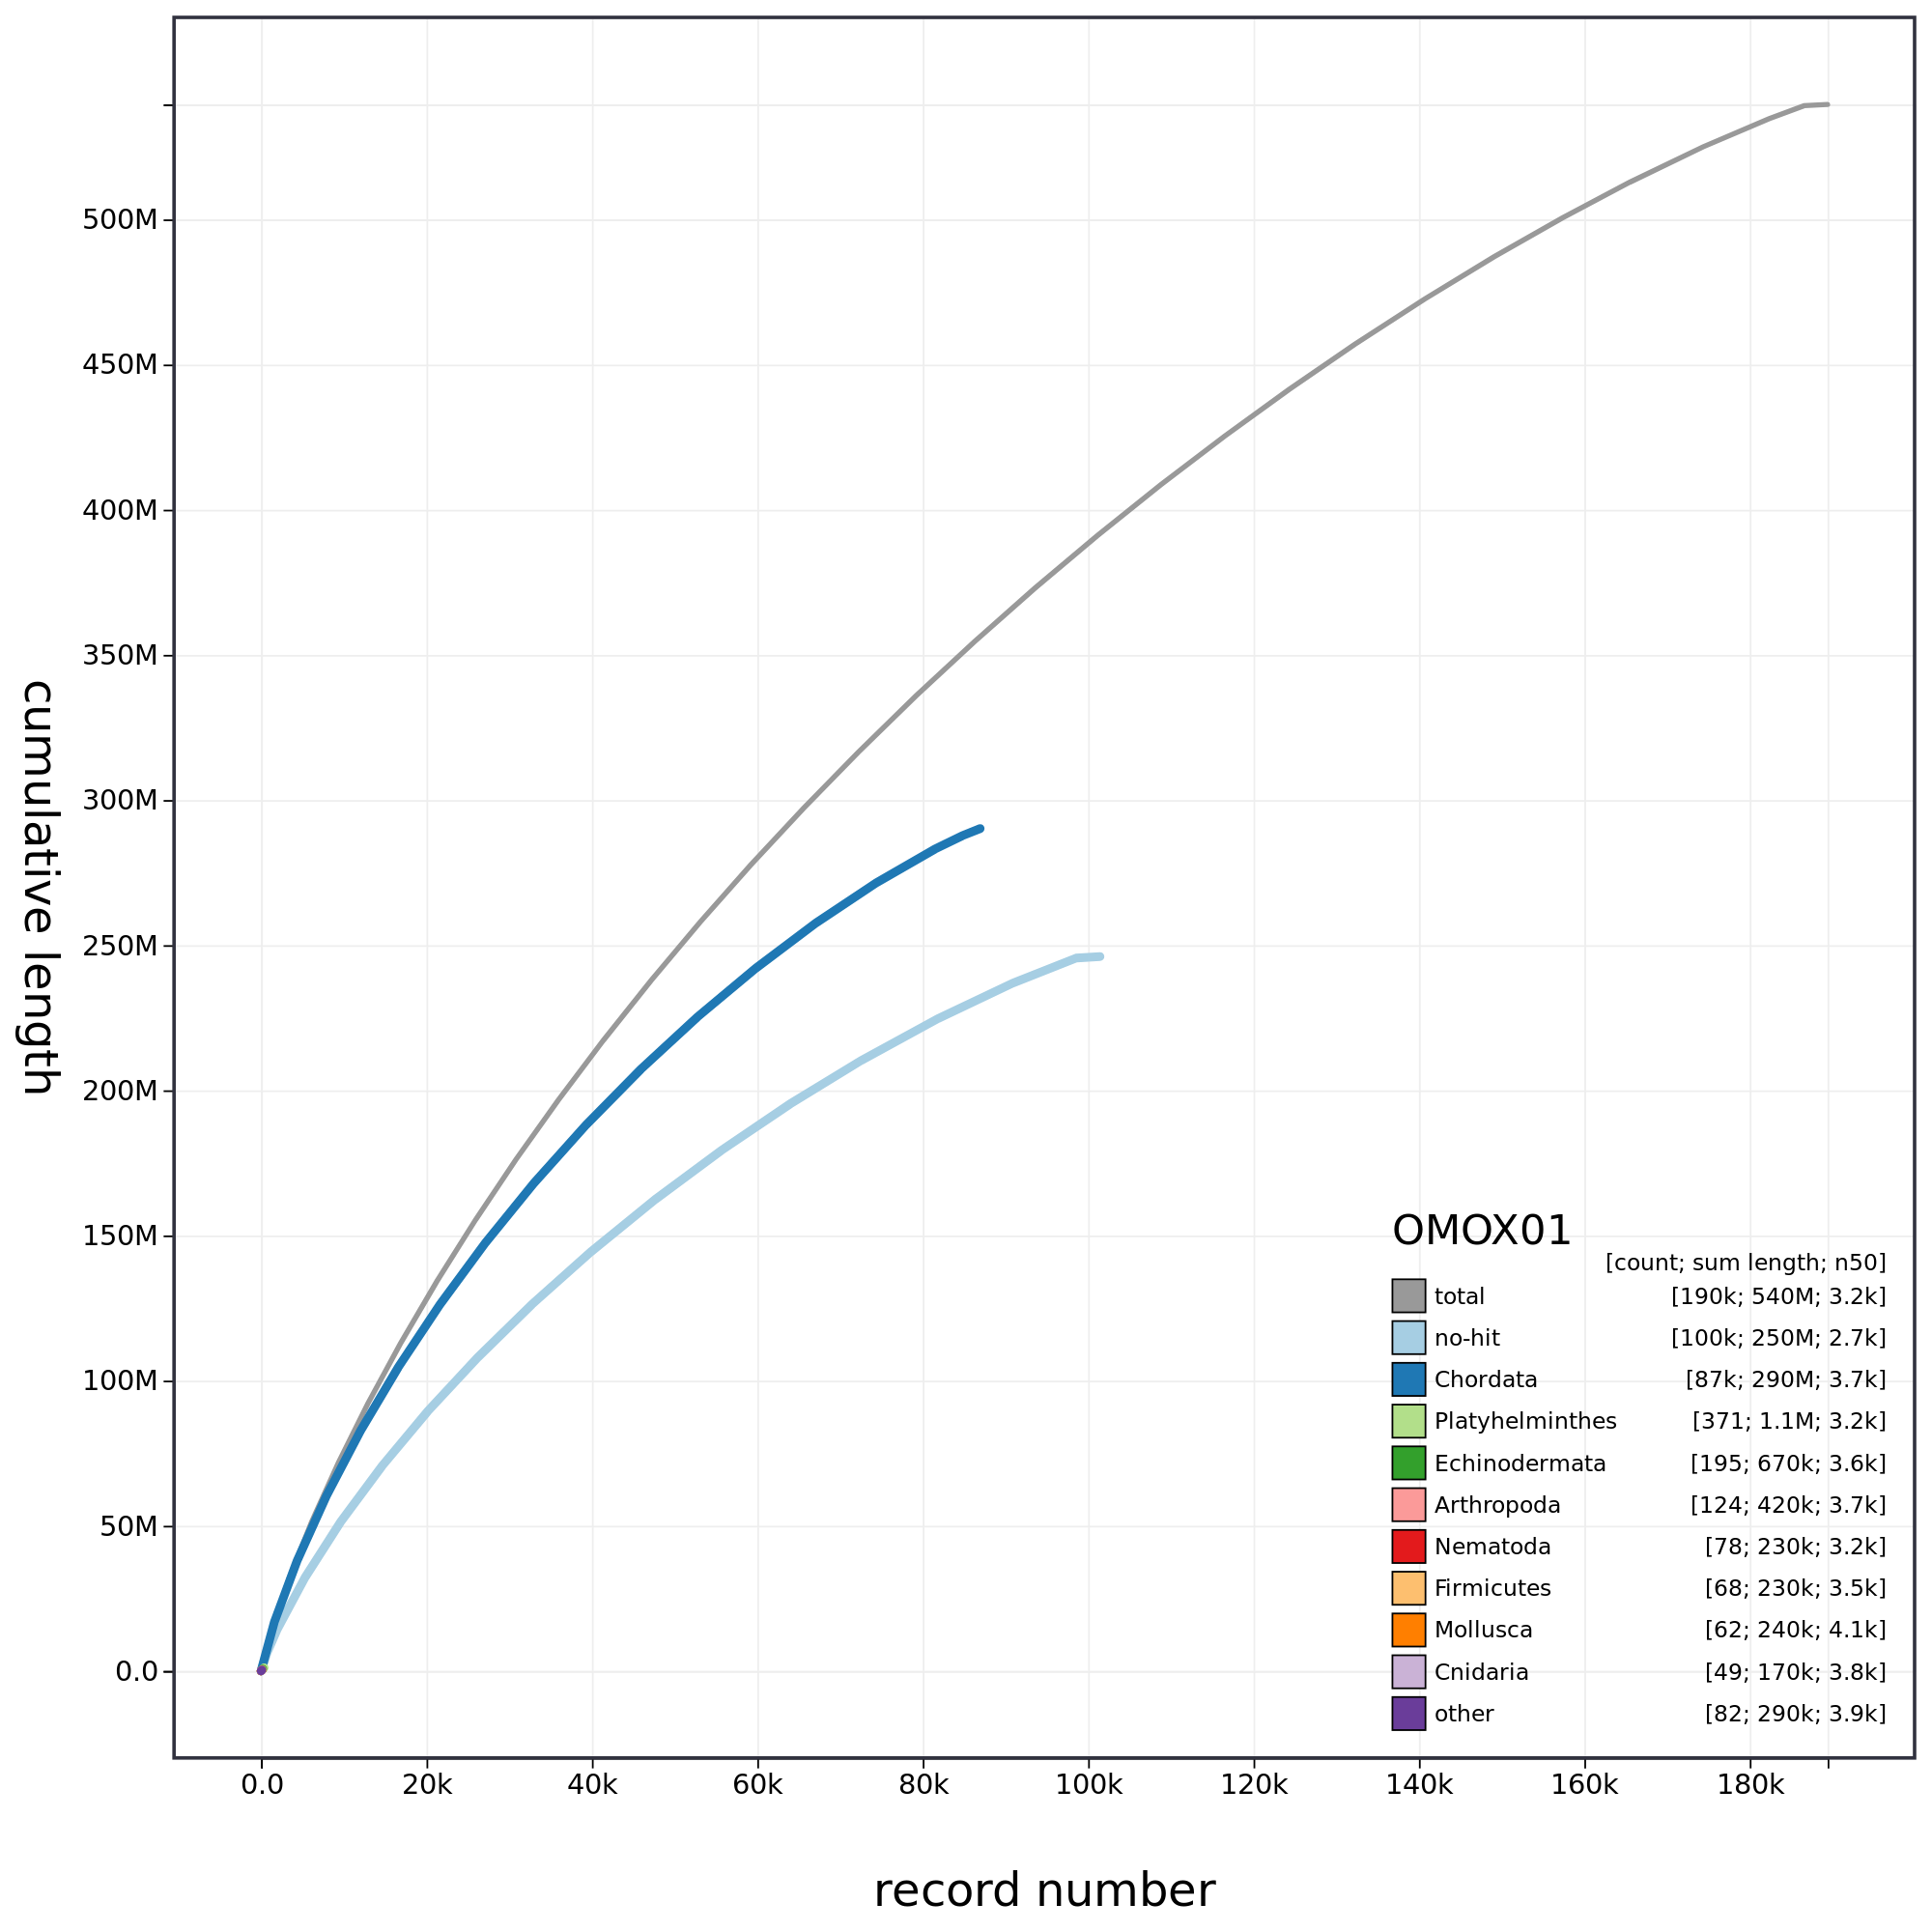 500M
450M
400M
350M
300M
250M
200M
150M
100M
50M
0.0
cumulative length
0.0 20k 40k 60k 80k 100k 120k 140k 160k 180k
record number
OMOX01
[count; sum length; n50]
total [190k; 540M; 3.2k]
no-hit [100k; 250M; 2.7k]
Chordata [87k; 290M; 3.7k]
Platyhelminthes [371; 1.1M; 3.2k]
Echinodermata [195; 670k; 3.6k]
Arthropoda [124; 420k; 3.7k]
Nematoda [78; 230k; 3.2k]
Firmicutes [68; 230k; 3.5k]
Mollusca [62; 240k; 4.1k]
Cnidaria [49; 170k; 3.8k]
other [82; 290k; 3.9k]